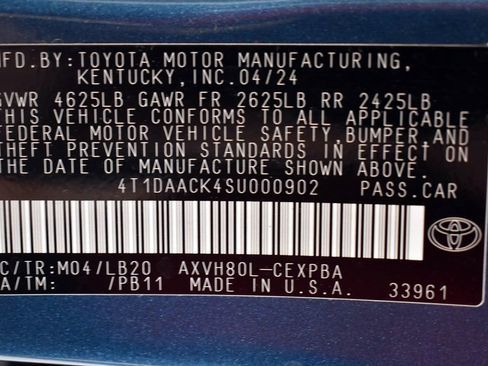 MFD.BY: TOYOTA MOTOR MANUFACTURING,
KENTUCKY, INC. 04/24
GVWR 4625LB GAWR FR 2625LB RR 2425LB
THIS VEHICLE CONFORMS TO ALL APPLICABLE
FEDERAL MOTOR VEHICLE SAFETY, BUMPER, AND
THEFT PREVENTION STANDARDS IN EFFECT ON
THE DATE OF MANUFACTURE SHOWN ABOVE.
4T1DAACK4SU000902 PASS.CAR
C/TR:M04/LB20 AXVH80L-CEXPBA
A/TM: /PB11 MADE IN U.S.A. 33961